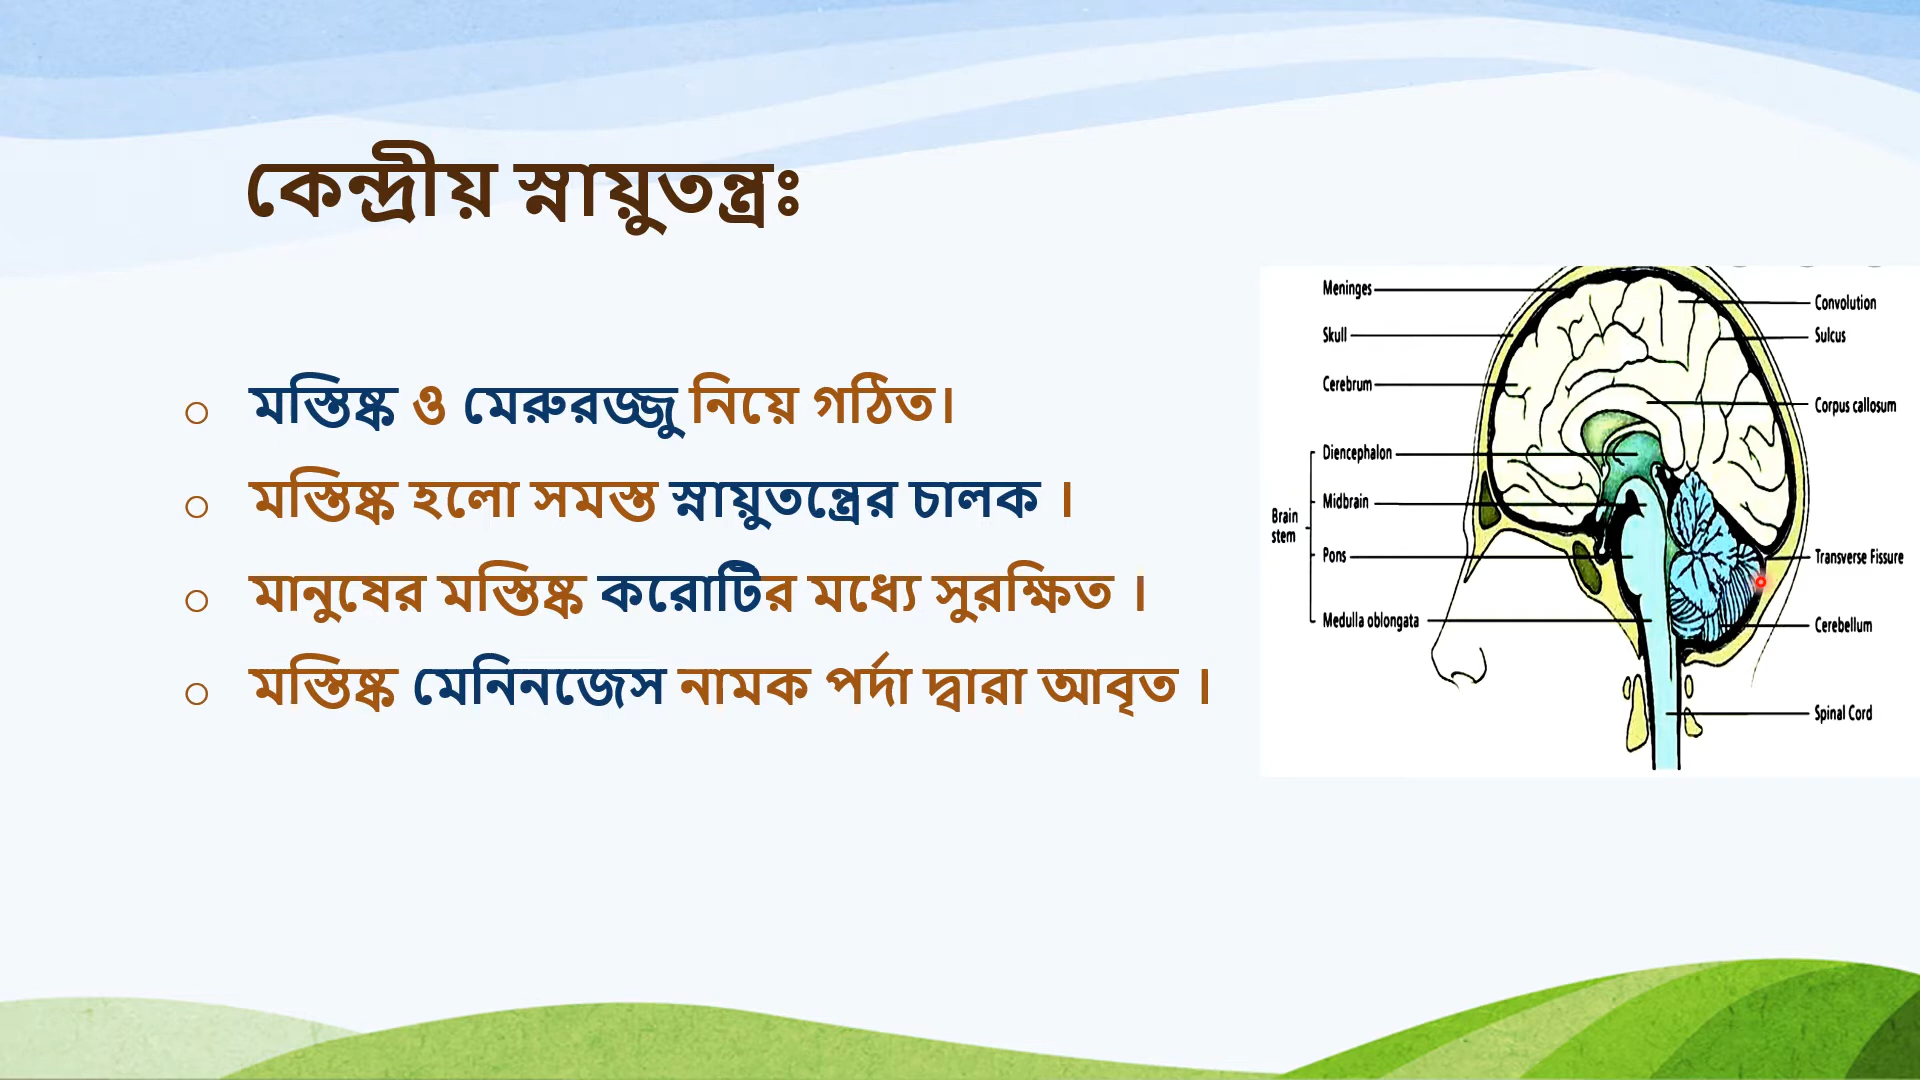 কেন্দ্রীয় স্নায়ুতন্ত্রঃ
মস্তিষ্ক ও মেরুরজ্জু নিয়ে গঠিত।
মস্তিষ্ক হলো সমস্ত স্নায়ুতন্ত্রের চালক ।
মানুষের মস্তিষ্ক করোটির মধ্যে সুরক্ষিত ।
মস্তিষ্ক মেনিনজেস নামক পর্দা দ্বারা আবৃত ।
Meninges
Skull
Cerebrum
Diencephalon
Midbrain
Brain
stem
Pons
Medulla oblongata
Convolution
Sulcus
Corpus callosum
Transverse Fissure
Cerebellum
Spinal Cord